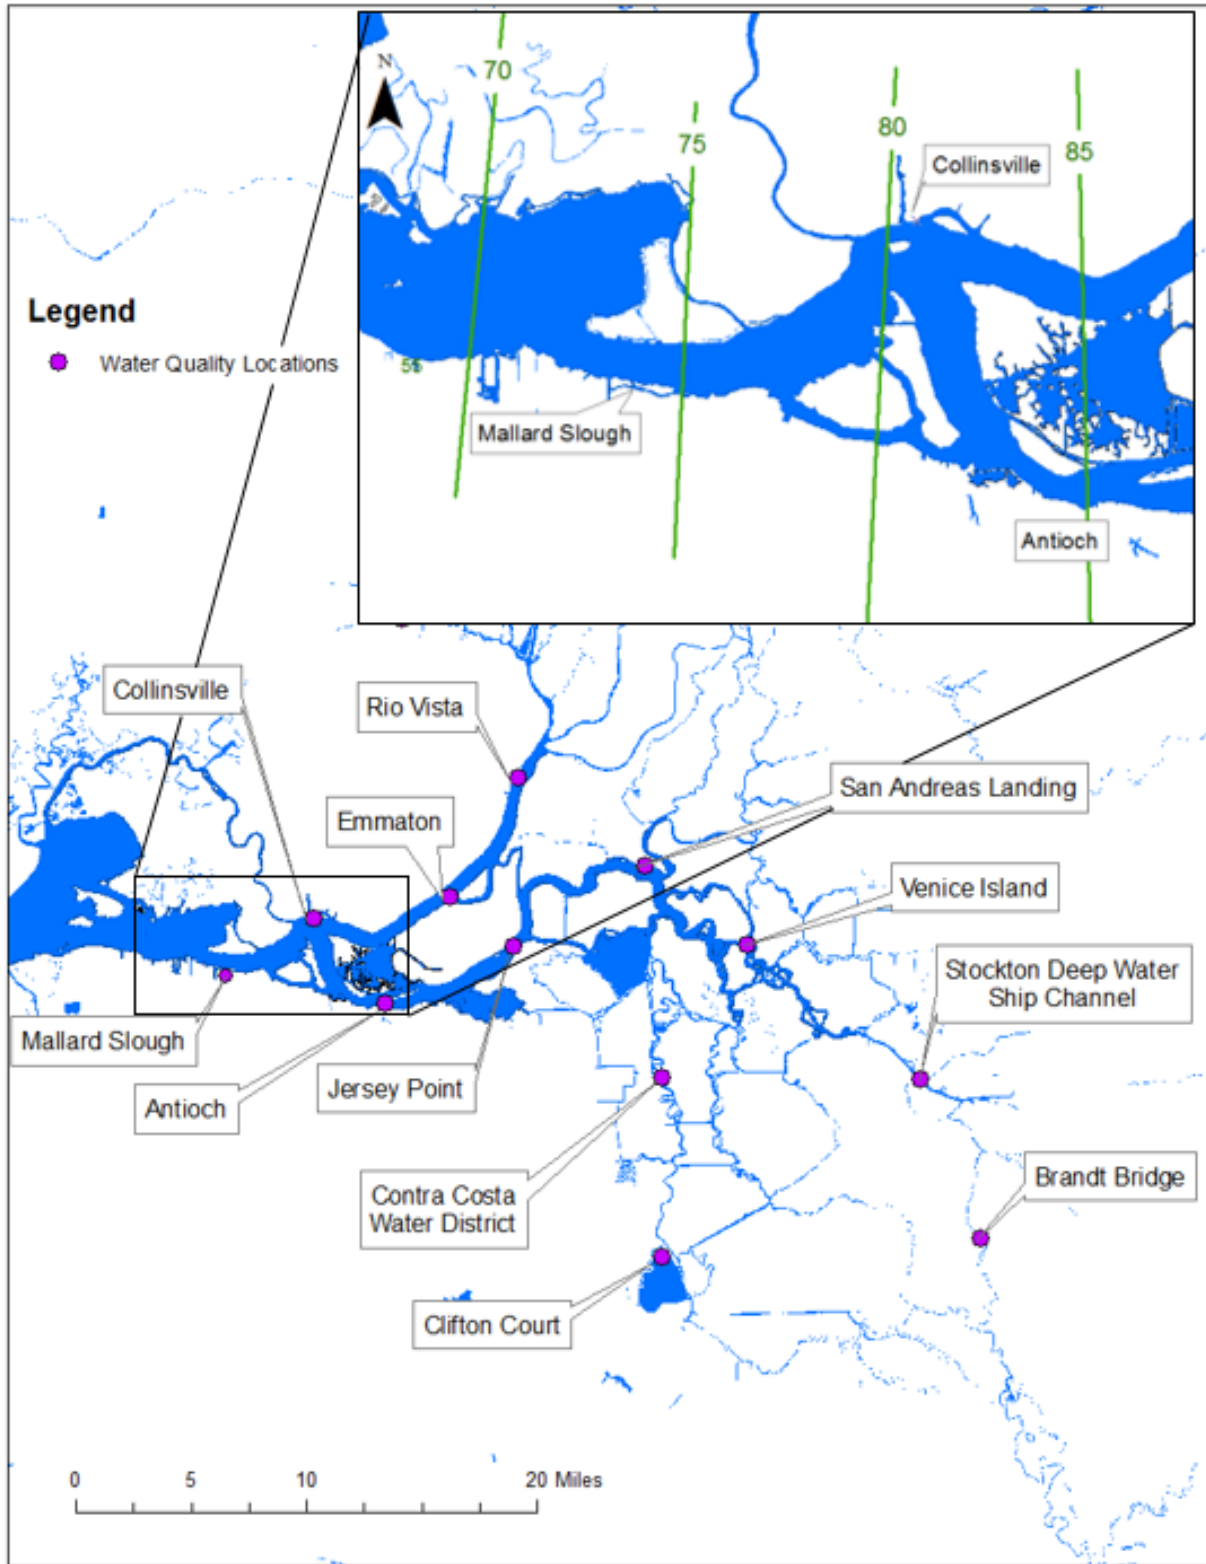 70
N
75
80
Collinsville
85
Legend
Water Quality Locations
55
Mallard Slough
Antioch
Collinsville
Rio Vista
San Andreas Landing
Emmaton
Venice Island
Stockton Deep Water
Ship Channel
Mallard Slough
Jersey Point
Antioch
Brandt Bridge
Contra Costa
Water District
Clifton Court
0 5 10 20 Miles